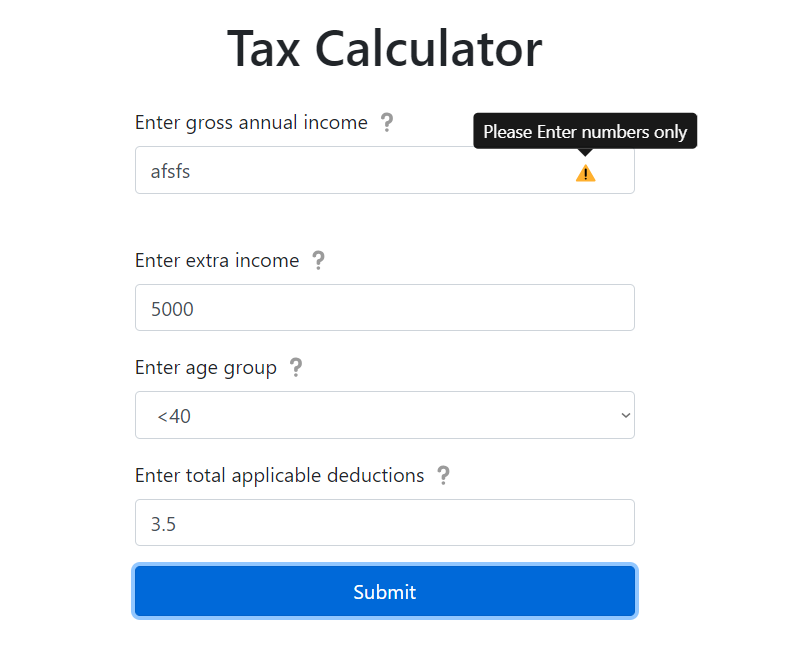 Tax Calculator
Enter gross annual income ?
Please Enter numbers only
afsfs
Enter extra income ?
5000
Enter age group ?
<40
Enter total applicable deductions ?
3.5
Submit